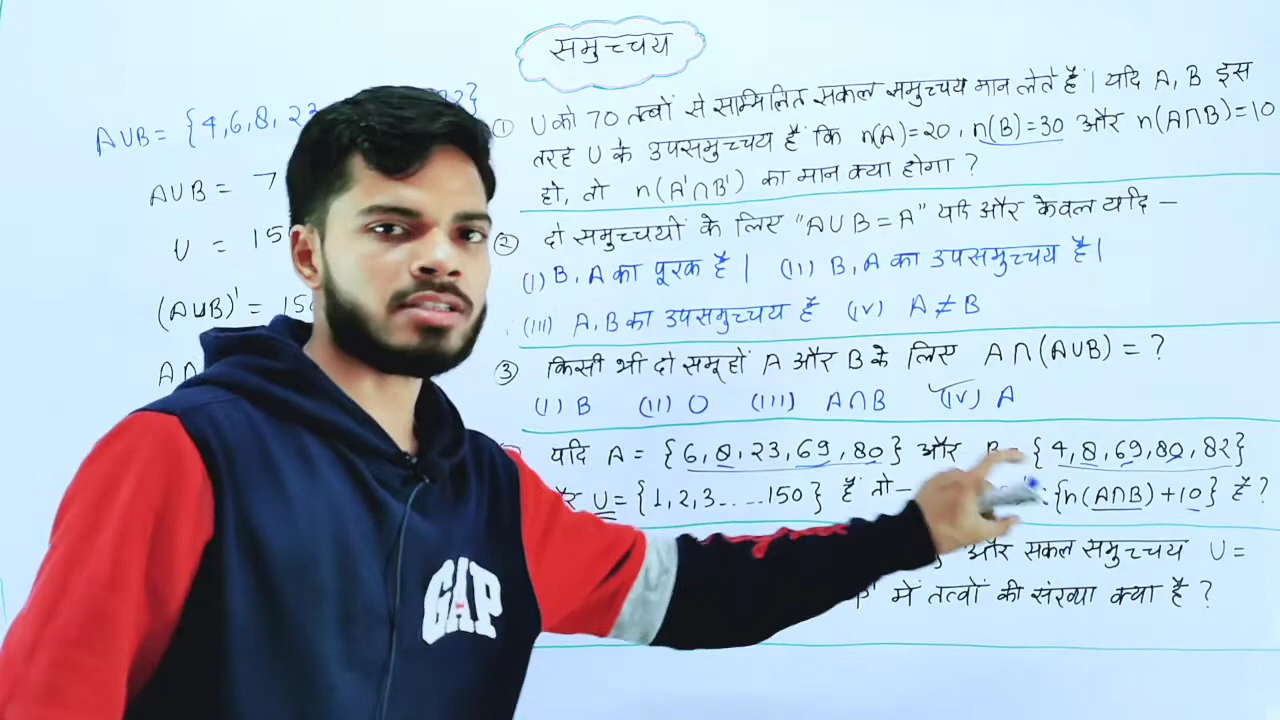 समुच्चय
AUB = {4,6,8, 23
AUB = 7
U = 15
(AUB)' = 15
① U को 70 तत्वों से सम्मिलित सकल समुच्चय मान लेते है। यदि A, B इस
तरह U के उपसमुच्चय हैं कि n(A)=20, n(B)=30 और n(A∩B)=10
हो, तो n(A'∩B') का मान क्या होगा ?
② दो समुच्चयों के लिए "AUB=A" यदि और केवल यदि –
(i) B, A का पूरक है। (ii) B, A का उपसमुच्चय है।
(iii) A, B का उपसमुच्चय है (iv) A ≠ B
③ किसी भी दो समूहों A और B के लिए A∩(AUB) = ?
(i) B (ii) 0 (iii) A∩B (iv) A
यदि A = {6, 8, 23, 69, 80} और B = {4, 8, 69, 80, 82}
U = {1, 2, 3.....150} हैं तो – :{n(A∩B)+10} है ?
और सकल समुच्चय U =
में तत्वों की संख्या क्या है ?
GAP